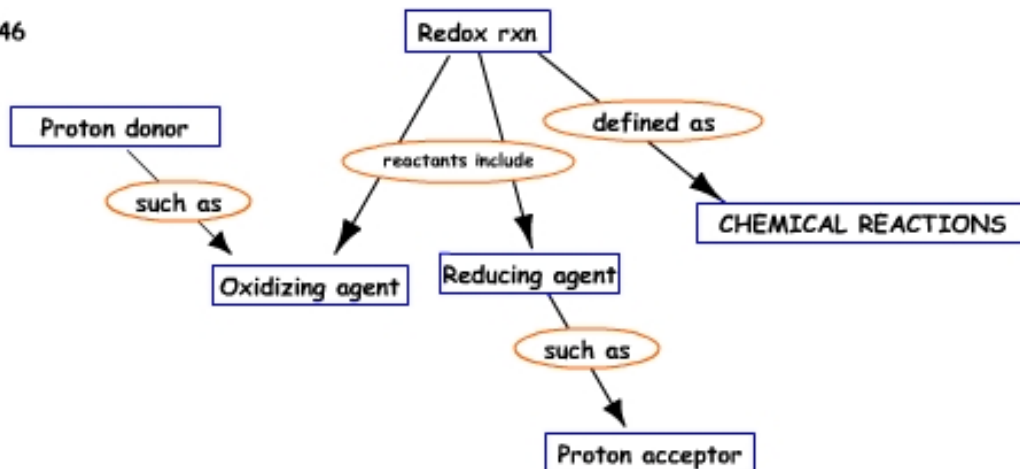 46
Redox rxn
Proton donor
defined as
reactants include
such as
CHEMICAL REACTIONS
Oxidizing agent
Reducing agent
such as
Proton acceptor